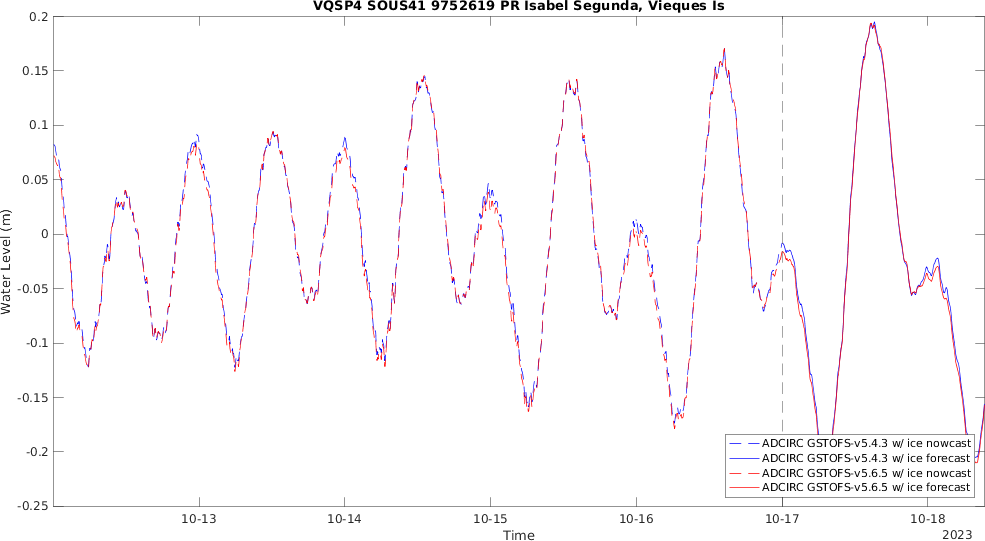 VQSP4 SOUS41 9752619 PR Isabel Segunda, Vieques Is
0.2
0.15
0.1
0.05
0
-0.05
-0.1
-0.15
-0.2
-0.25
Water Level (m)
ADCIRC GSTOFS-v5.4.3 w/ ice nowcast
ADCIRC GSTOFS-v5.4.3 w/ ice forecast
ADCIRC GSTOFS-v5.6.5 w/ ice nowcast
ADCIRC GSTOFS-v5.6.5 w/ ice forecast
10-13 10-14 10-15 10-16 10-17 10-18
Time 2023